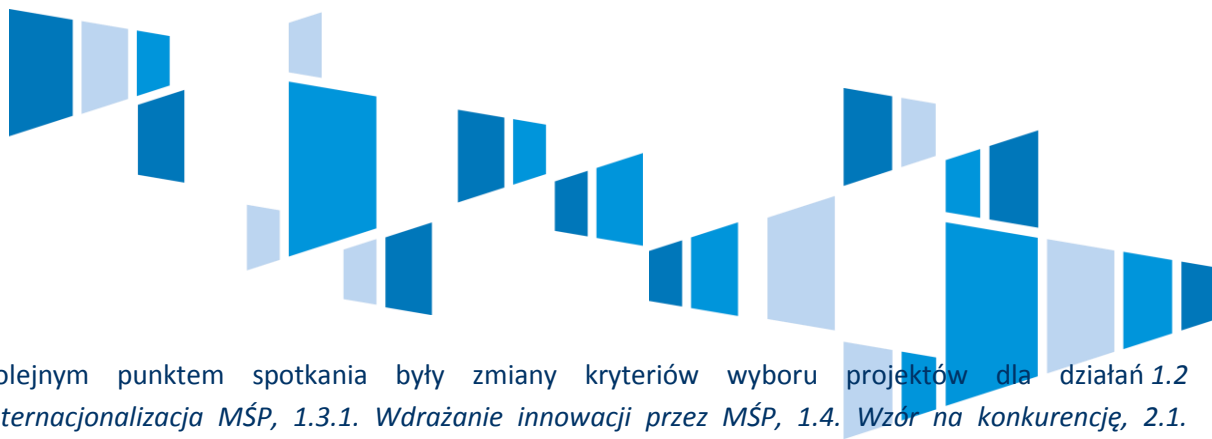 olejnym punktem spotkania były zmiany kryteriów wyboru projektów dla działań 1.2
nternacjonalizacja MŚP, 1.3.1. Wdrażanie innowacji przez MŚP, 1.4. Wzór na konkurencję, 2.1.